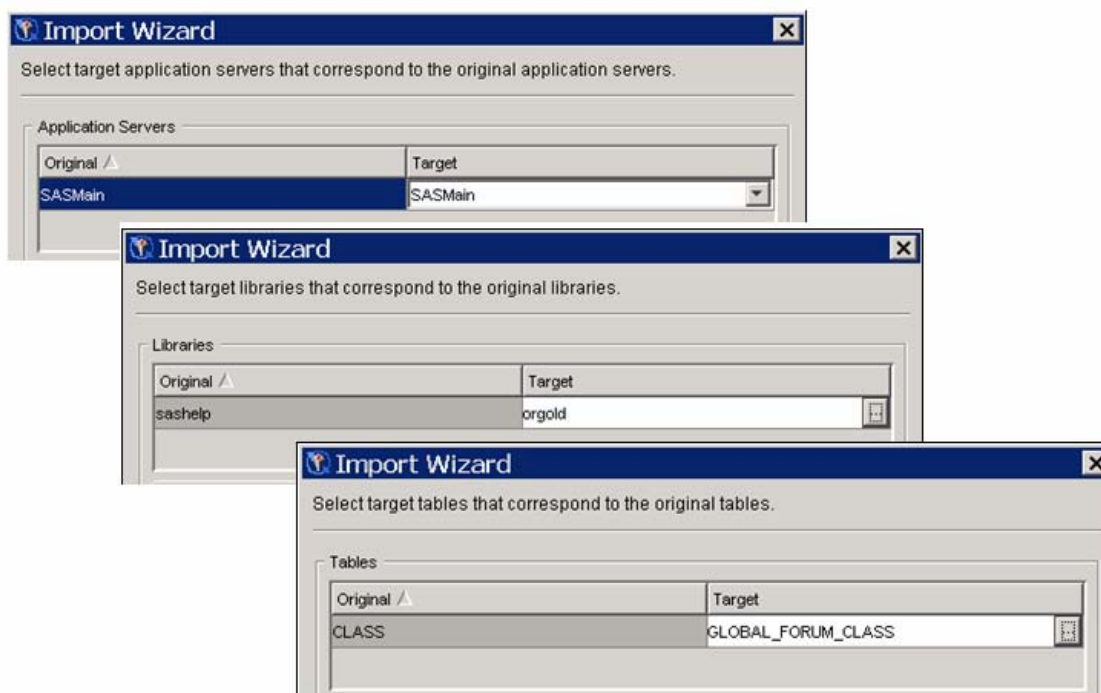 Import Wizard
Select target application servers that correspond to the original application servers.
Application Servers
Original Target
SASMain SASMain
Import Wizard
Select target libraries that correspond to the original libraries.
Libraries
Original Target
sashelp orgold
Import Wizard
Select target tables that correspond to the original tables.
Tables
Original Target
CLASS GLOBAL_FORUM_CLASS